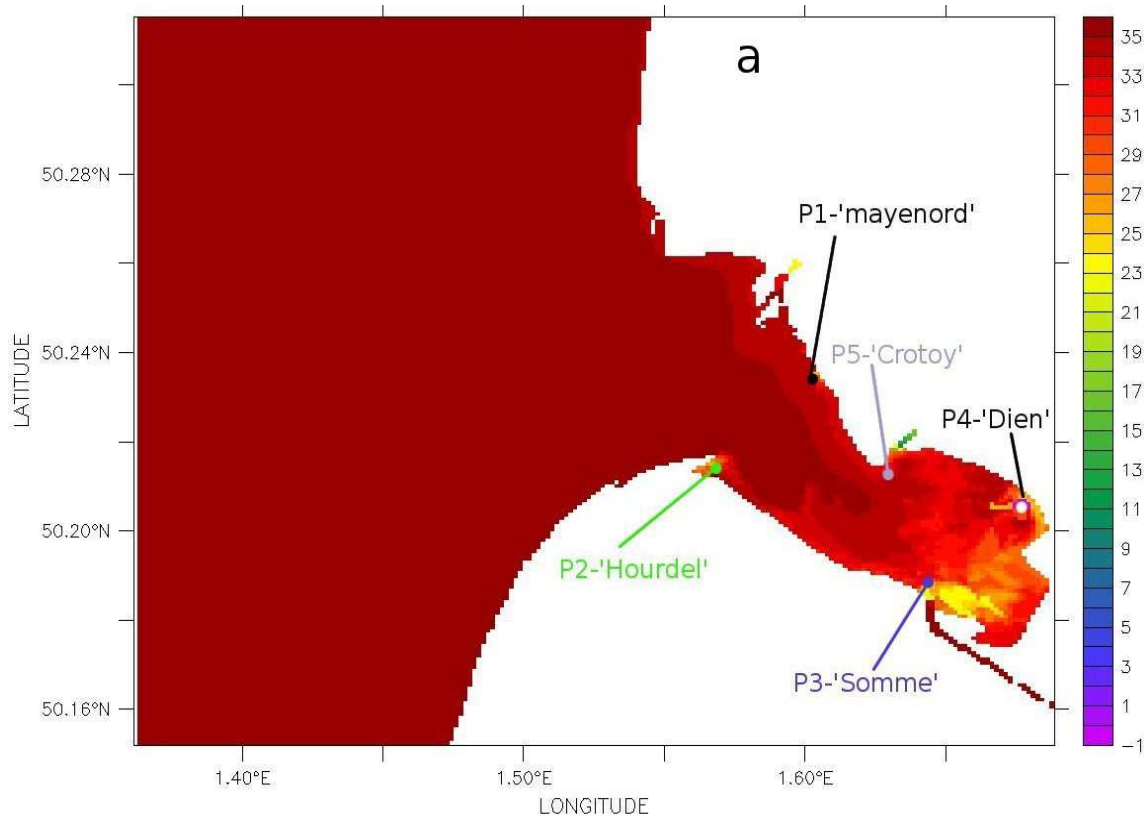 a
P1-'mayenord'
P5-'Crotoy'
P4-'Dien'
P2-'Hourdel'
P3-'Somme'
LATITUDE
50.28°N
50.24°N
50.20°N
50.16°N
1.40°E
1.50°E
1.60°E
LONGITUDE
35
33
31
29
27
25
23
21
19
17
15
13
11
9
7
5
3
1
-1